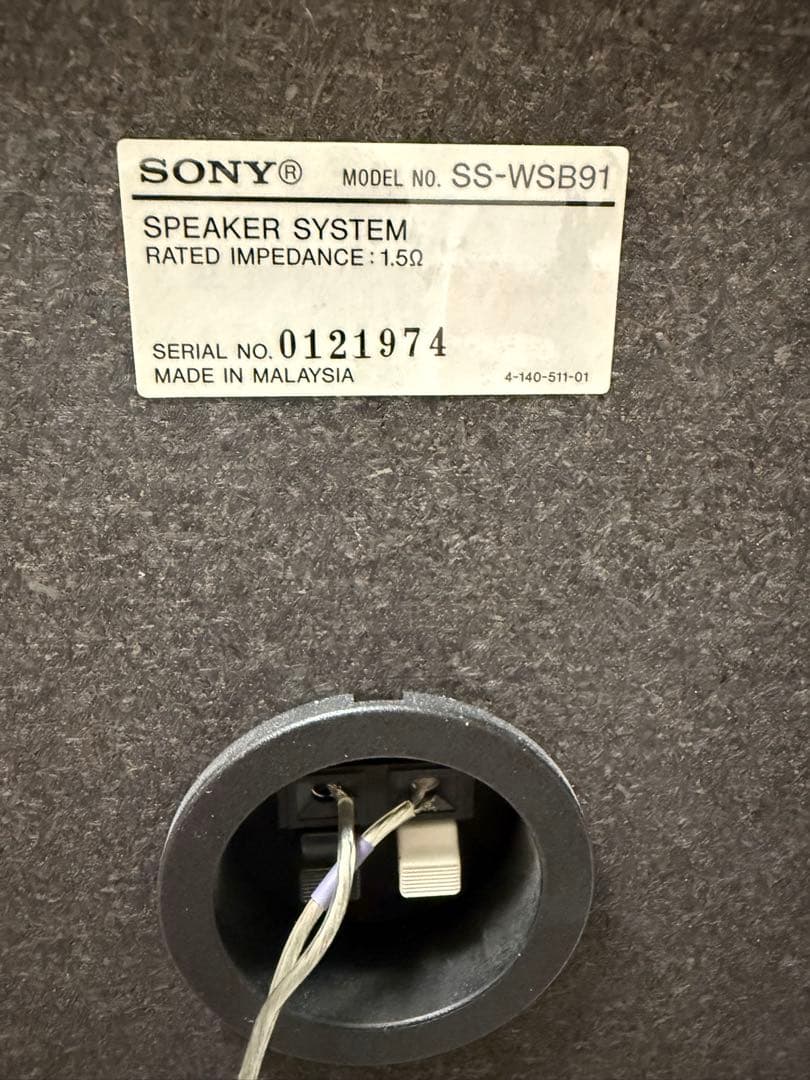 SONY® MODEL NO. SS-WSB91
SPEAKER SYSTEM
RATED IMPEDANCE : 1.5Ω
SERIAL NO. 0121974
MADE IN MALAYSIA 4-140-511-01